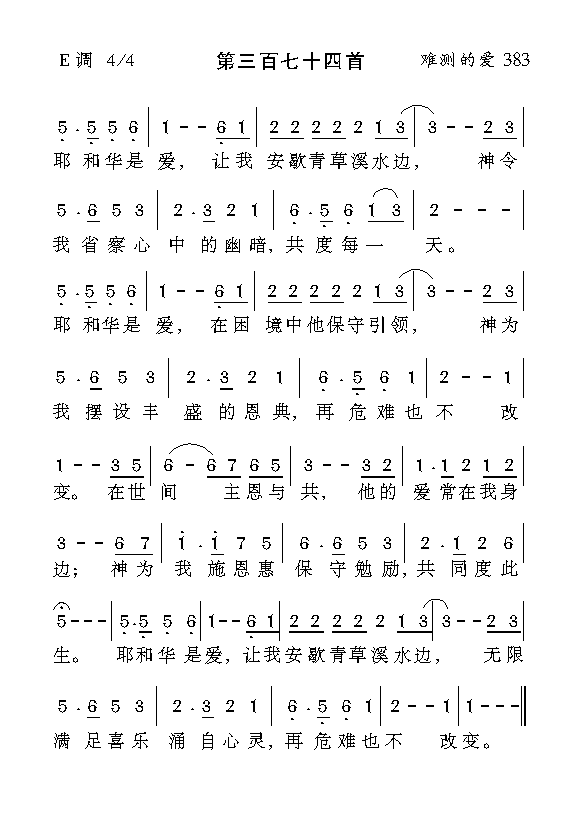 E调 4/4 第三百七十四首 难测的爱 383
5 . 5 5 6 | 1 - - 6 1 | 2 2 2 2 2 1 3 | 3 - - 2 3
耶 和华是 爱， 让我 安歇青草溪水边， 神令
5 . 6 5 3 | 2 . 3 2 1 | 6 . 5 6 1 3 | 2 - - -
我 省 察 心 中 的 幽 暗，共 度 每 一 天。
5 . 5 5 6 | 1 - - 6 1 | 2 2 2 2 2 1 3 | 3 - - 2 3
耶 和华是 爱， 在困 境中他保守引领， 神为
5 . 6 5 3 | 2 . 3 2 1 | 6 . 5 6 1 | 2 - - 1
我 摆 设 丰 盛 的 恩 典，再 危 难 也 不 改
1 - - 3 5 | 6 - 6 7 6 5 | 3 - - 3 2 | 1 . 1 2 1 2
变。 在世 间 主恩与 共， 他的 爱 常在我身
3 - - 6 7 | 1 . 1 7 5 | 6 . 6 5 3 | 2 . 1 2 6
边； 神为 我 施恩惠 保 守勉励，共 同度此
5 - - - | 5 . 5 5 6 | 1 - - 6 1 | 2 2 2 2 2 1 3 | 3 - - 2 3
生。 耶和华 是爱，让我安歇青草溪水边， 无限
5 . 6 5 3 | 2 . 3 2 1 | 6 . 5 6 1 | 2 - - 1 | 1 - - - ||
满 足喜乐 涌 自心灵，再 危难也不 改变。